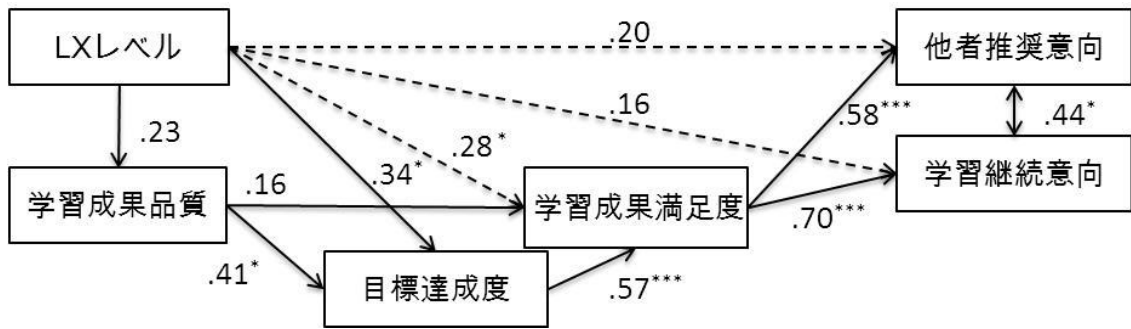 LXレベル
.20
他者推奨意向
.16
.58***
.44*
.23
.28*
.34*
学習成果品質
.16
学習成果満足度
学習継続意向
.70***
.41*
目標達成度
.57***